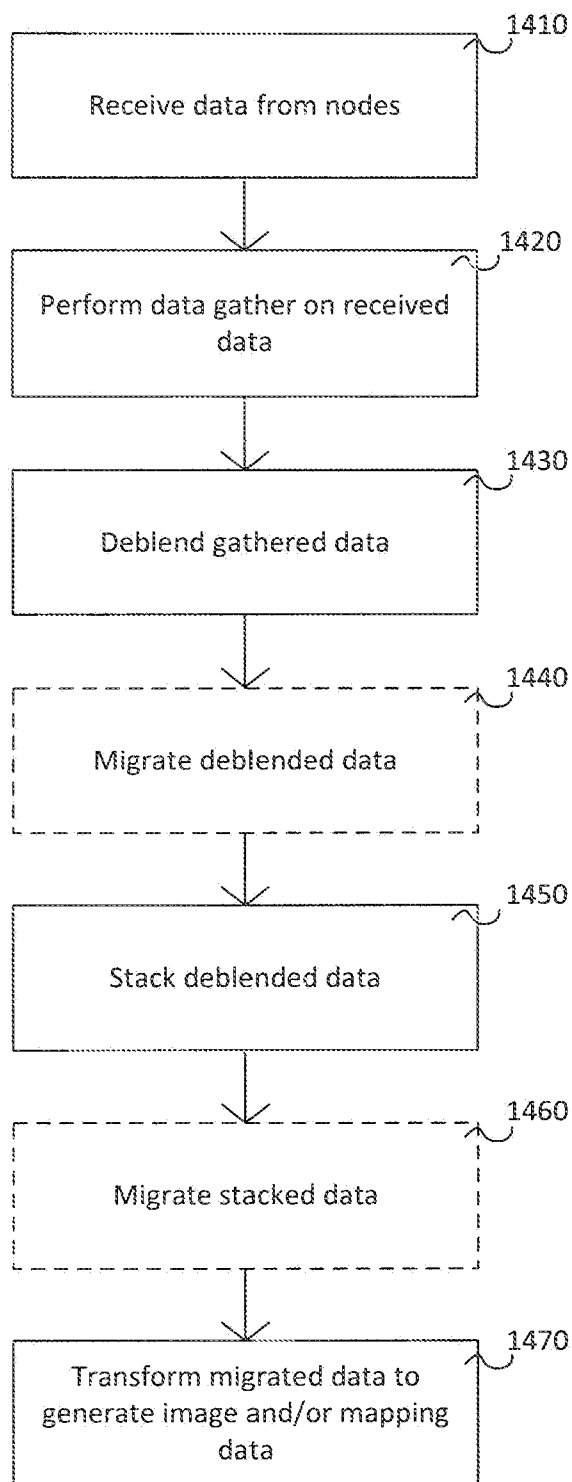 1410
Receive data from nodes
1420
Perform data gather on received
data
1430
Deblend gathered data
1440
Migrate deblended data
1450
Stack deblended data
1460
Migrate stacked data
1470
Transform migrated data to
generate image and/or mapping
data